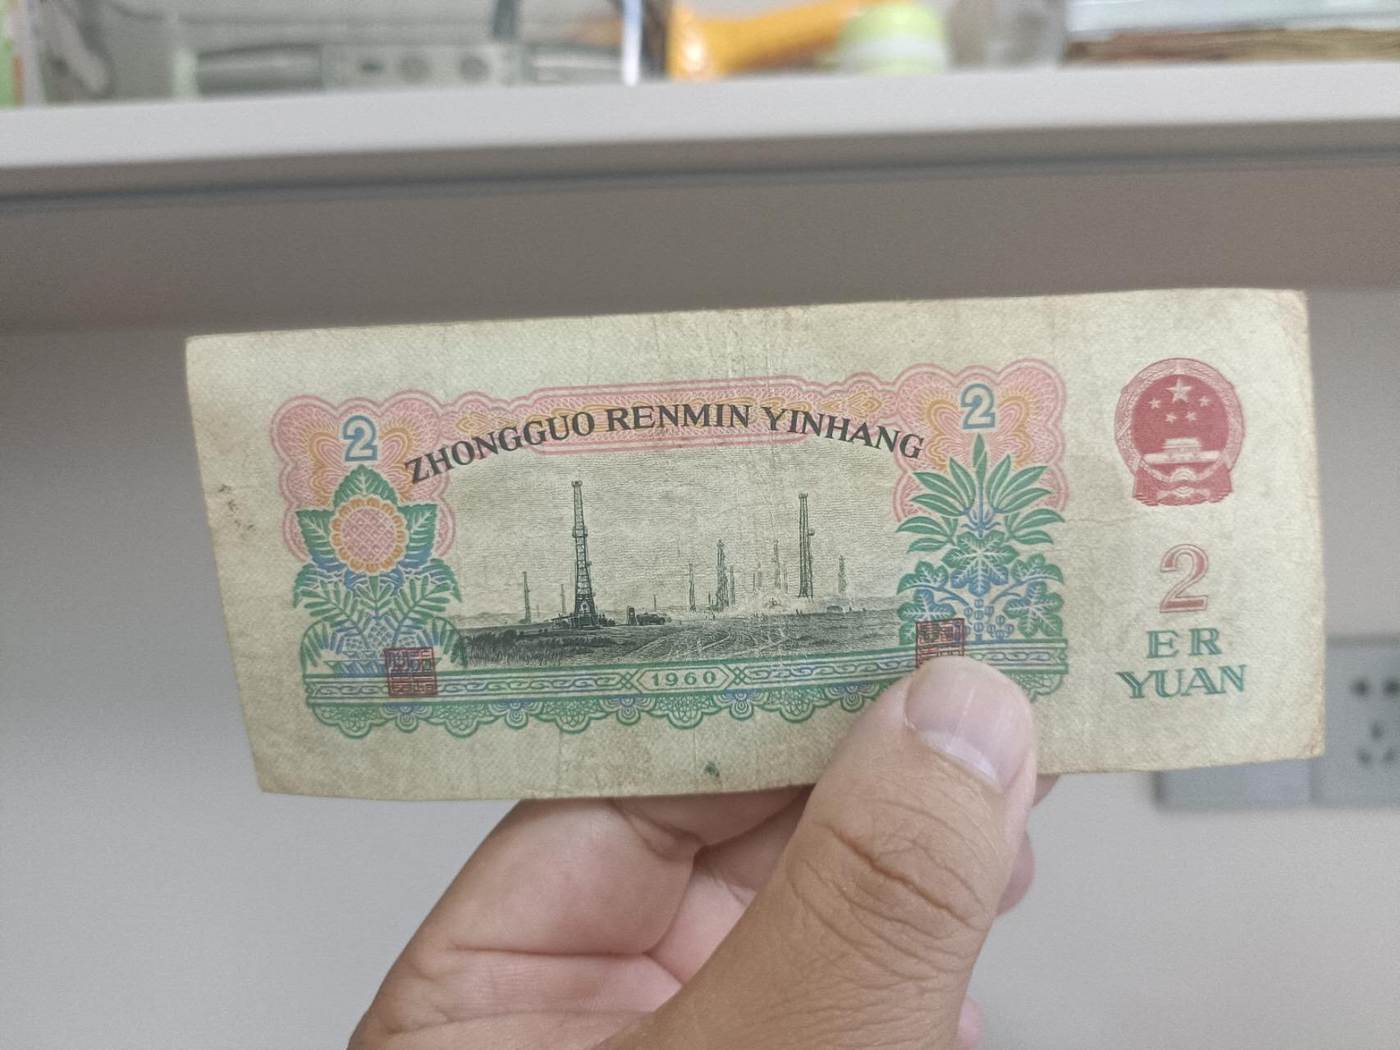 2
ZHONGGUO RENMIN YINHANG
2
1960
2
ER
YUAN